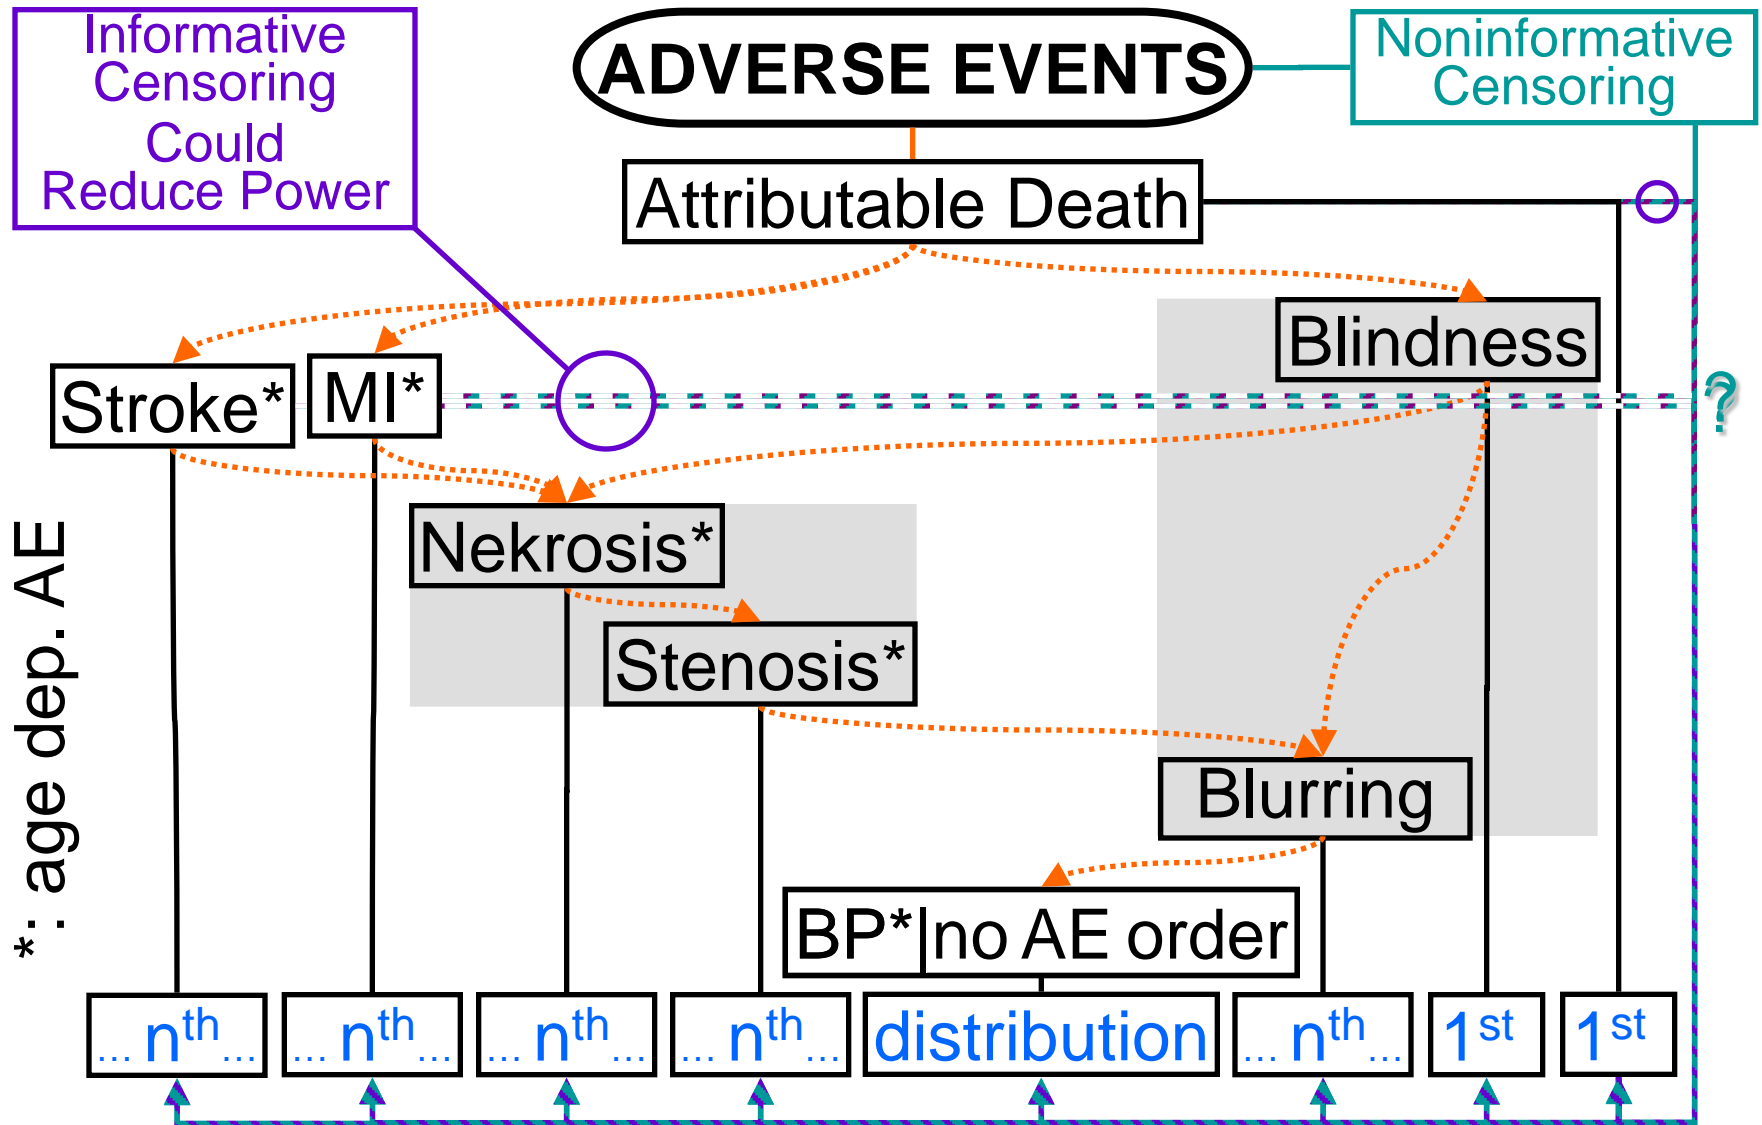 Informative
Censoring
Could
Reduce Power
ADVERSE EVENTS
Noninformative
Censoring
Attributable Death
Blindness
Stroke*
MI*
?
Nekrosis*
Stenosis*
*: age dep. AE
Blurring
BP*|no AE order
... nth...
... nth...
... nth...
... nth...
distribution
... nth...
1st
1st